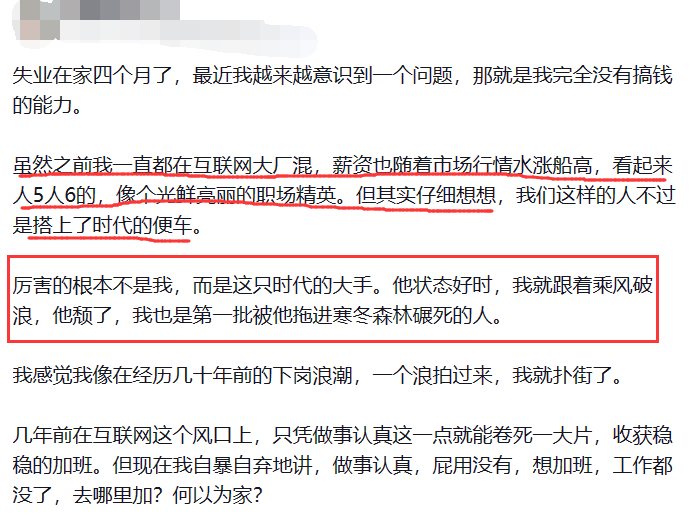 失业在家四个月了，最近我越来越意识到一个问题，那就是我完全没有搞钱
的能力。
虽然之前我一直都在互联网大厂混，薪资也随着市场行情水涨船高，看起来
人5人6的，像个光鲜亮丽的职场精英。但其实仔细想想，我们这样的人不过
是搭上了时代的便车。
厉害的根本不是我，而是这只时代的大手。他状态好时，我就跟着乘风破
浪，他颓了，我也是第一批被他拖进寒冬森林碾死的人。
我感觉我像在经历几十年前的下岗浪潮，一个浪拍过来，我就扑街了。
几年前在互联网这个风口上，只凭做事认真这一点就能卷死一大片，收获稳
稳的加班。但现在我自暴自弃地讲，做事认真，屁用没有，想加班，工作都
没了，去哪里加？何以为家？